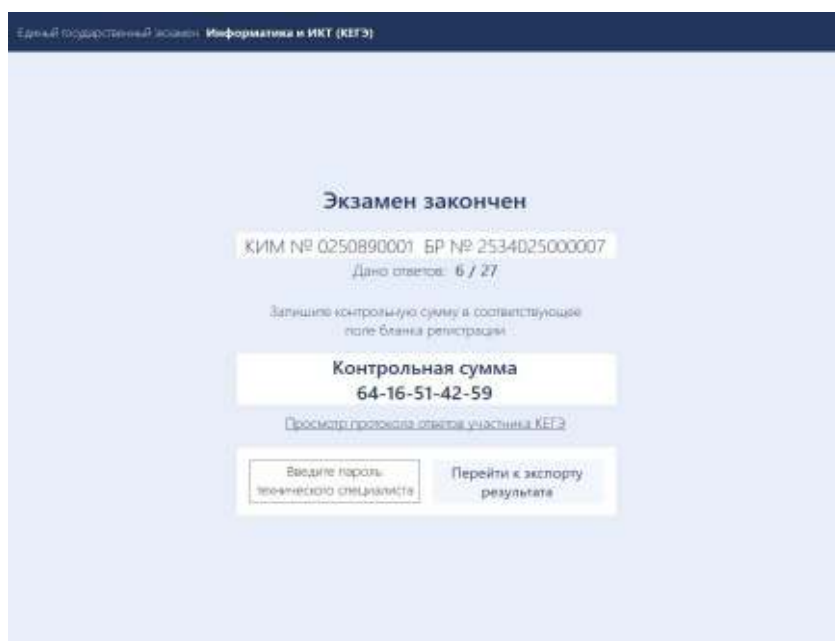 Единый государственный экзамен Информатика и ИКТ (КЕГЭ)
Экзамен закончен
КИМ № 0250890001 БР № 2534025000007
Дано ответов: 6 / 27
Запишите контрольную сумму в соответствующее
поле бланка регистрации
Контрольная сумма
64-16-51-42-59
Просмотр протокола ответов участника КЕГЭ
Введите пароль
технического специалиста
Перейти к экспорту
результата